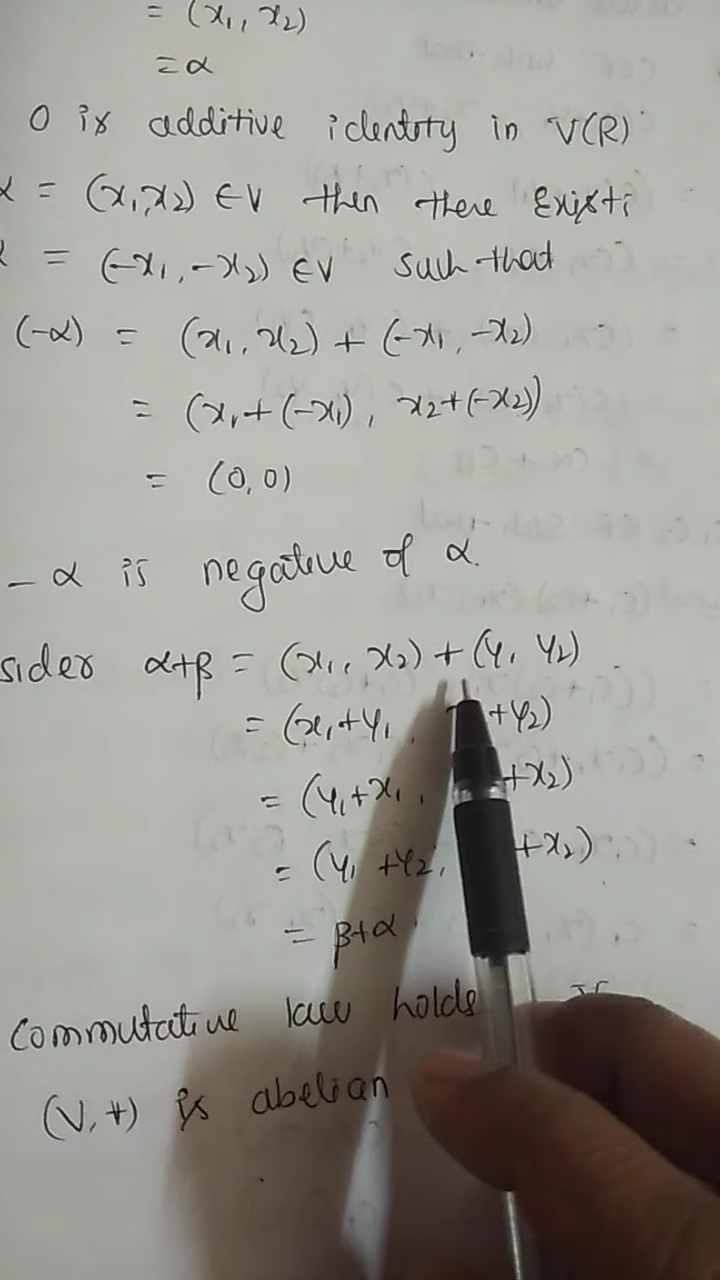 = (x₁, x₂)
= α
0 is additive identity in V(R)
= (x₁, x₂) ∈V then there Exist
= (-x₁, -x₂) ∈V such that
(-α) = (x₁, x₂) + (-x₁, -x₂)
= (x₁+(-x₁), x₂+(-x₂))
= (0, 0)
-α is negative of α.
sider α+β = (x₁, x₂) + (y₁ y₂)
= (x₁+y₁, +y₂)
= (y₁+x₁, +x₂)
= (y₁ +y₂, +x₂)
= β+α
Commutative law holds
(V, +) is abelian